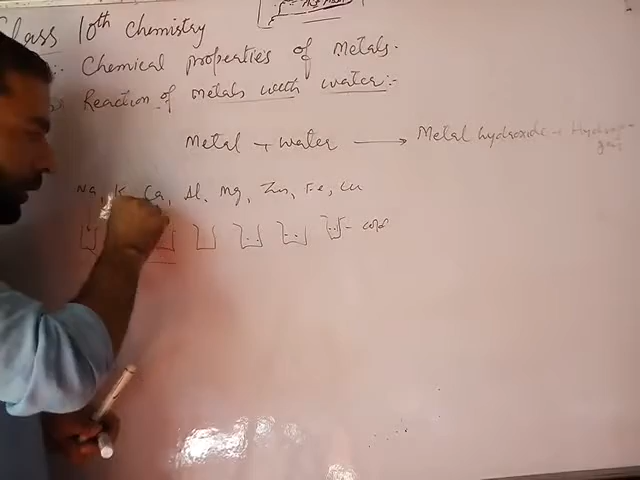 Class 10th Chemistry
Chemical properties of Metals.
Reaction of metals with water:-
Metal + water → Metal hydroxide + Hydrogen gas
Na, K, Ca, Al, Mg, Zn, Fe, Cu
cold